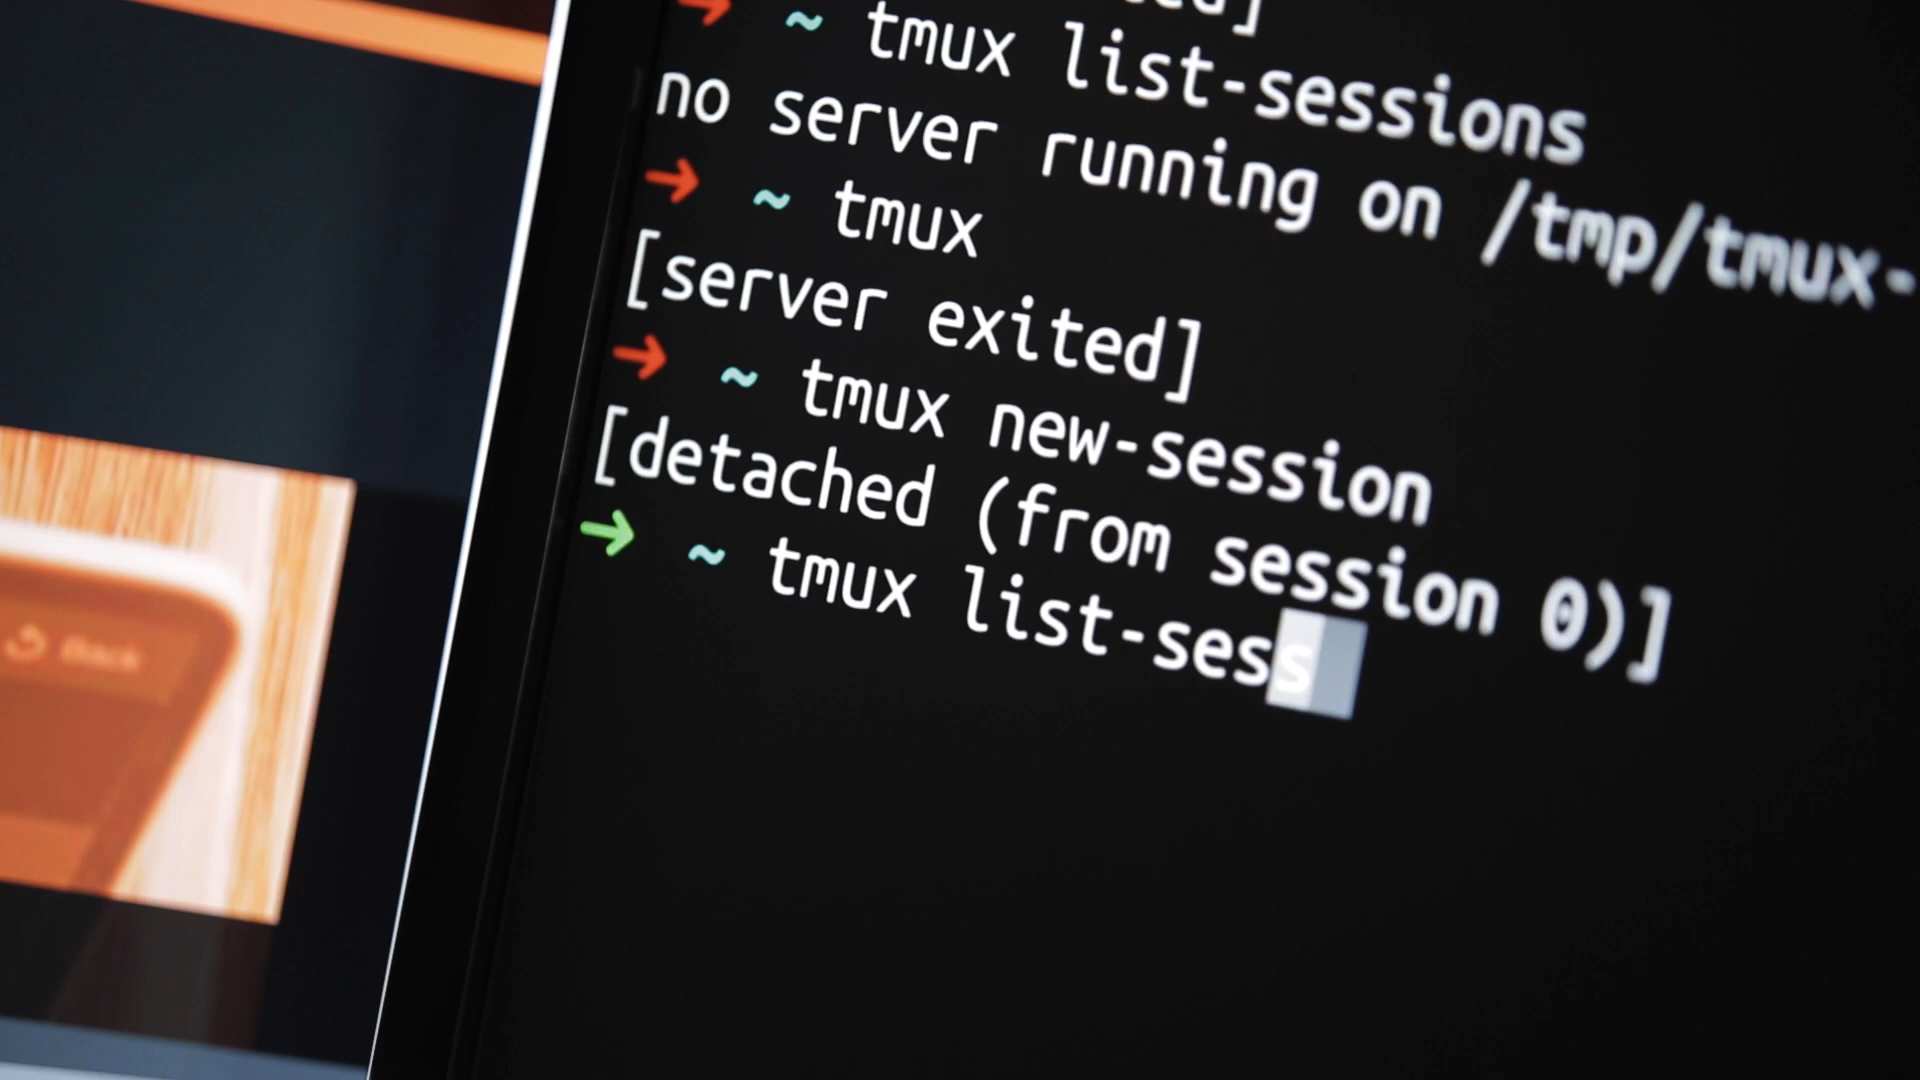 → ~ tmux list-sessions
no server running on /tmp/tmux-
→ ~ tmux
[server exited]
→ ~ tmux new-session
[detached (from session 0)]
→ ~ tmux list-sess
Back